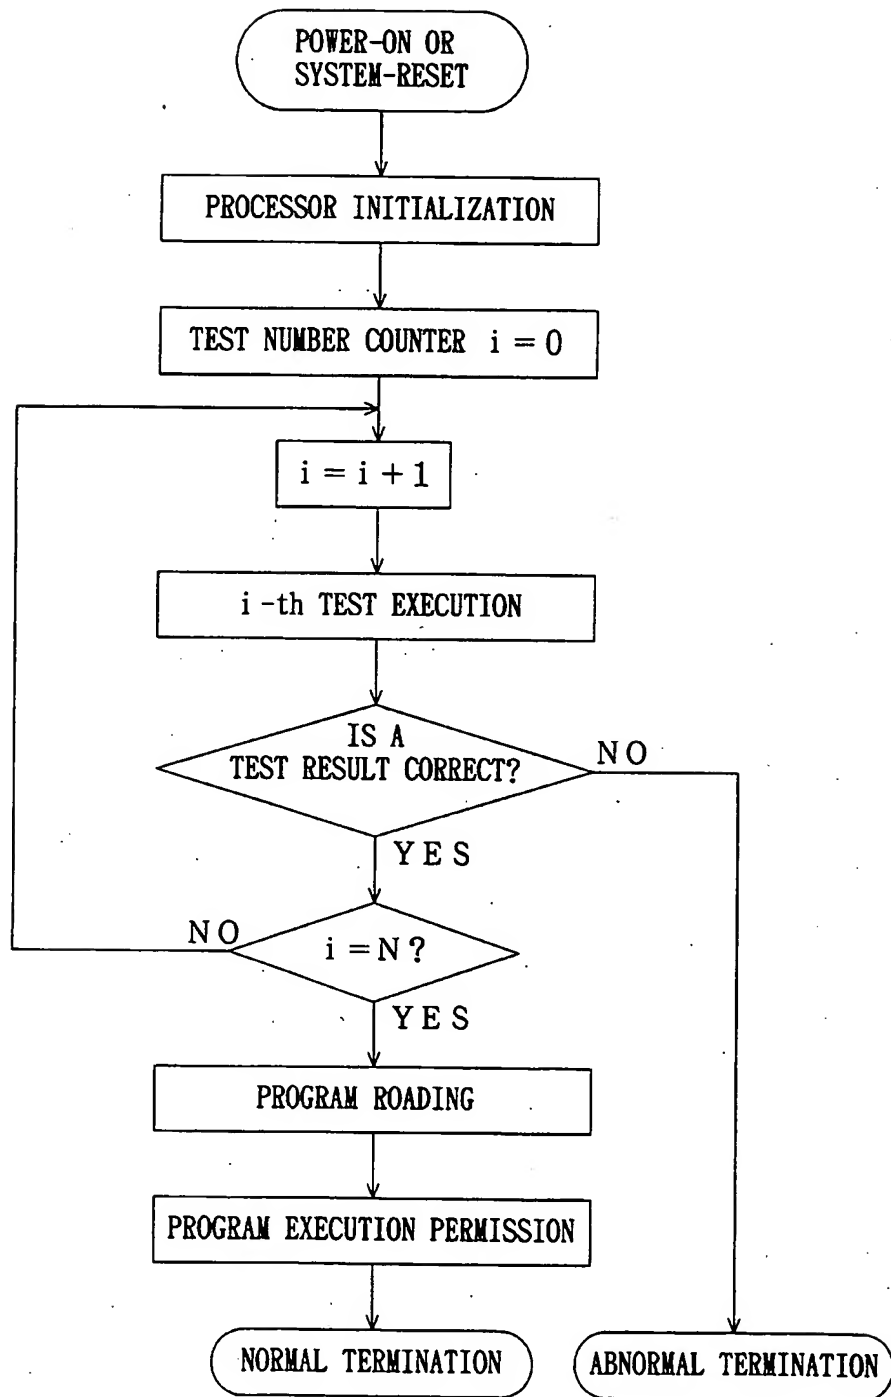 POWER-ON OR
SYSTEM-RESET
PROCESSOR INITIALIZATION
TEST NUMBER COUNTER i = 0
i = i + 1
i -th TEST EXECUTION
IS A
TEST RESULT CORRECT?
NO
YES
NO
i = N ?
YES
PROGRAM ROADING
PROGRAM EXECUTION PERMISSION
NORMAL TERMINATION
ABNORMAL TERMINATION